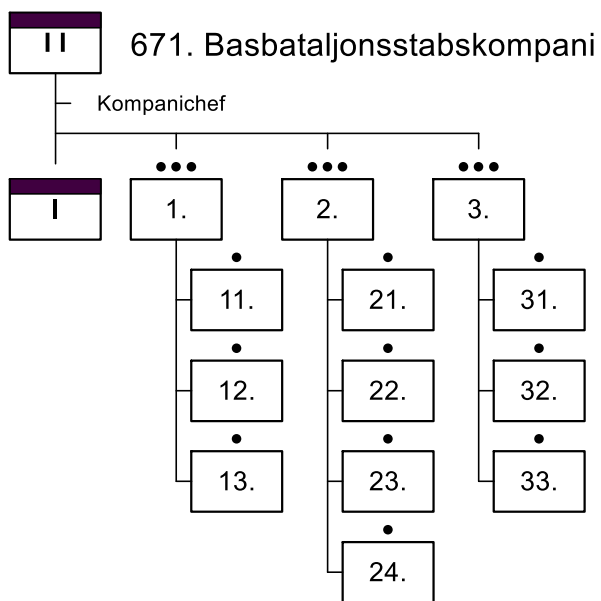 II
671. Basbataljonsstabskompani
Kompanichef
I
1. 2. 3.
11. 21. 31.
12. 22. 32.
13. 23. 33.
24.